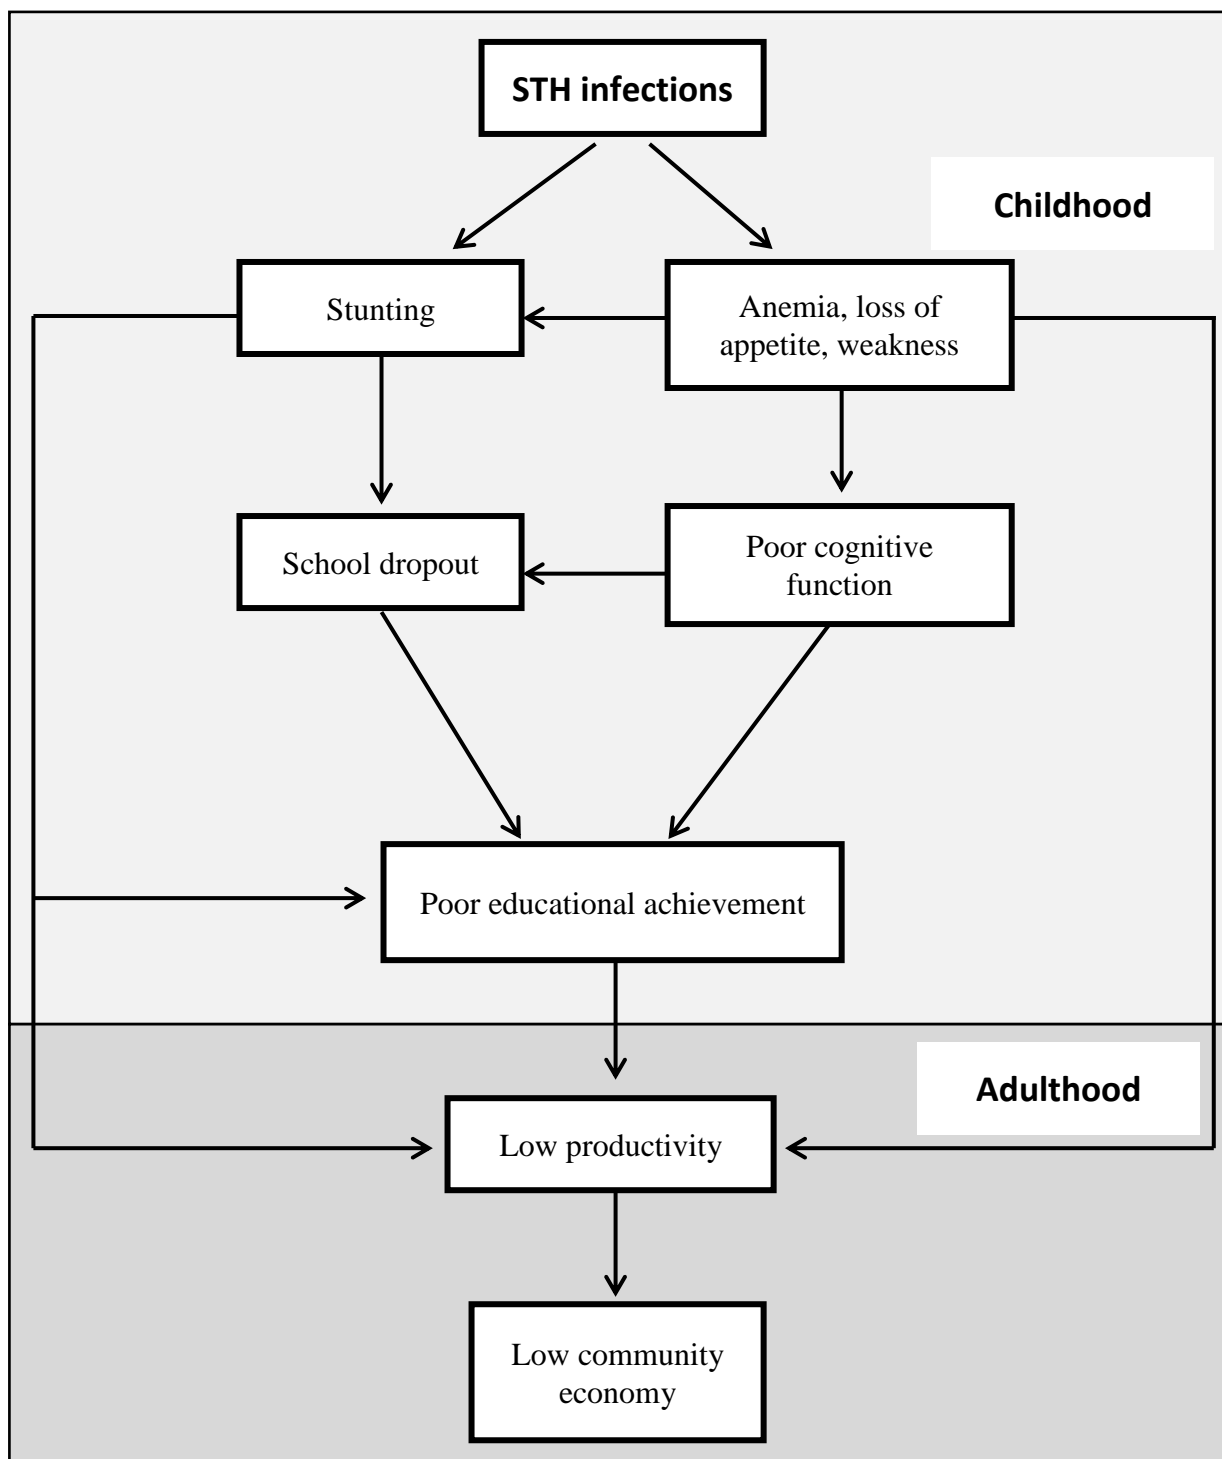 STH infections
Childhood
Stunting
Anemia, loss of
appetite, weakness
School dropout
Poor cognitive
function
Poor educational achievement
Adulthood
Low productivity
Low community
economy